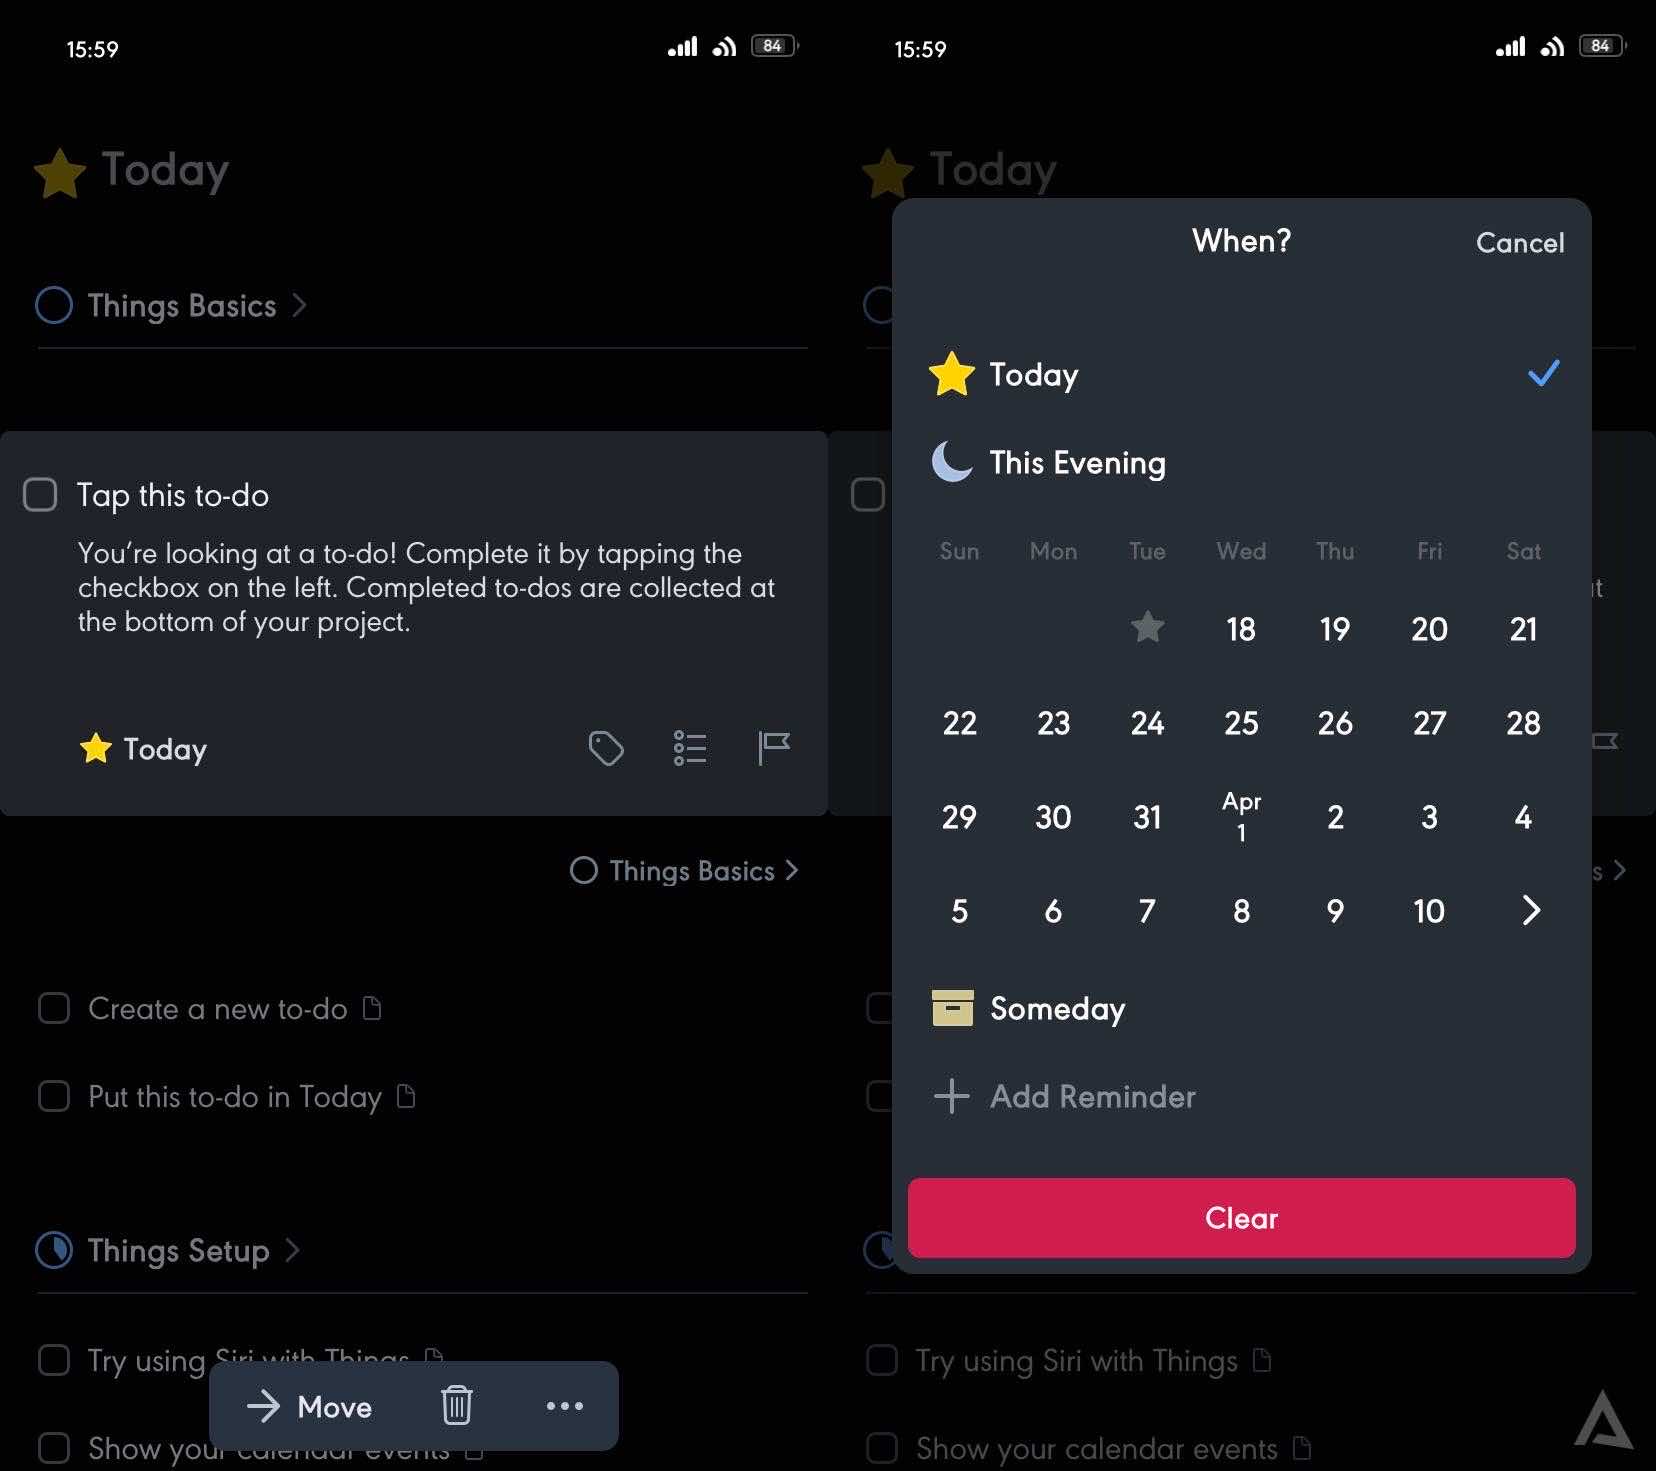 15:59
84
Today
Things Basics
Tap this to-do
You're looking at a to-do! Complete it by tapping the
checkbox on the left. Completed to-dos are collected at
the bottom of your project.
Today
Things Basics
Create a new to-do
Put this to-do in Today
Things Setup
Try using Siri with Things
Move
Show your calendar events
15:59
84
Today
When?
Cancel
Today
This Evening
Sun Mon Tue Wed Thu Fri Sat
18 19 20 21
22 23 24 25 26 27 28
29 30 31 Apr 1 2 3 4
5 6 7 8 9 10
Someday
Add Reminder
Clear
Try using Siri with Things
Show your calendar events